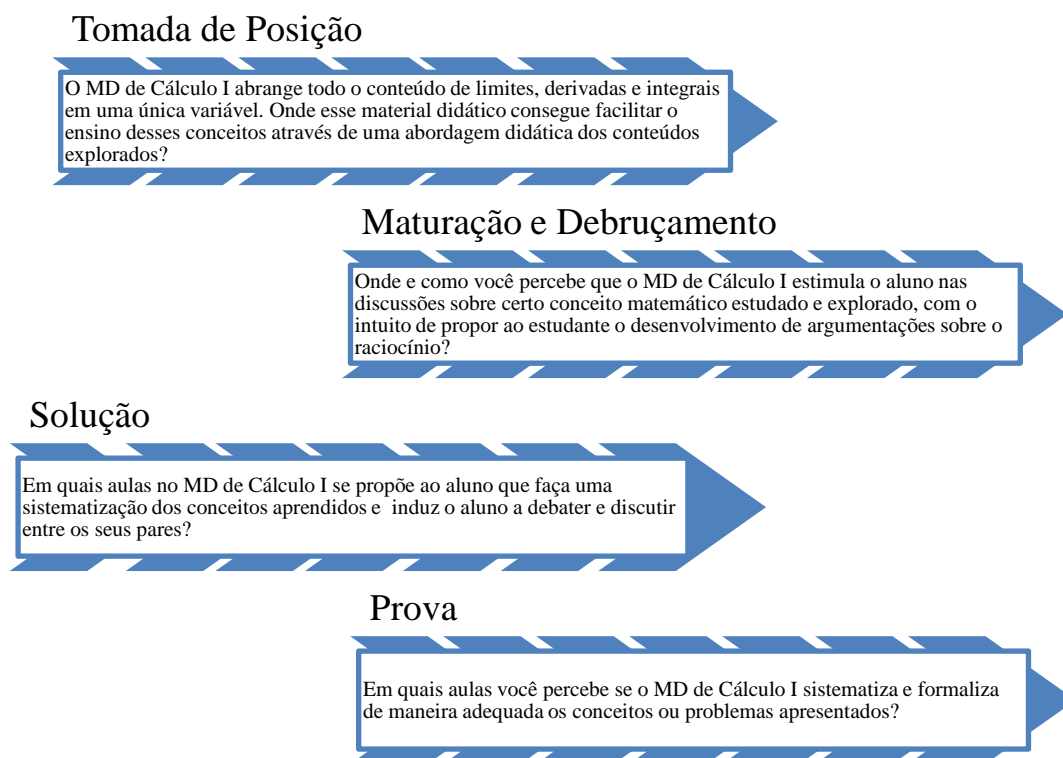 Tomada de Posição
O MD de Cálculo I abrange todo o conteúdo de limites, derivadas e integrais
em uma única variável. Onde esse material didático consegue facilitar o
ensino desses conceitos através de uma abordagem didática dos conteúdos
explorados?
Maturação e Debruçamento
Onde e como você percebe que o MD de Cálculo I estimula o aluno nas
discussões sobre certo conceito matemático estudado e explorado, com o
intuito de propor ao estudante o desenvolvimento de argumentações sobre o
raciocínio?
Solução
Em quais aulas no MD de Cálculo I se propõe ao aluno que faça uma
sistematização dos conceitos aprendidos e induz o aluno a debater e discutir
entre os seus pares?
Prova
Em quais aulas você percebe se o MD de Cálculo I sistematiza e formaliza
de maneira adequada os conceitos ou problemas apresentados?